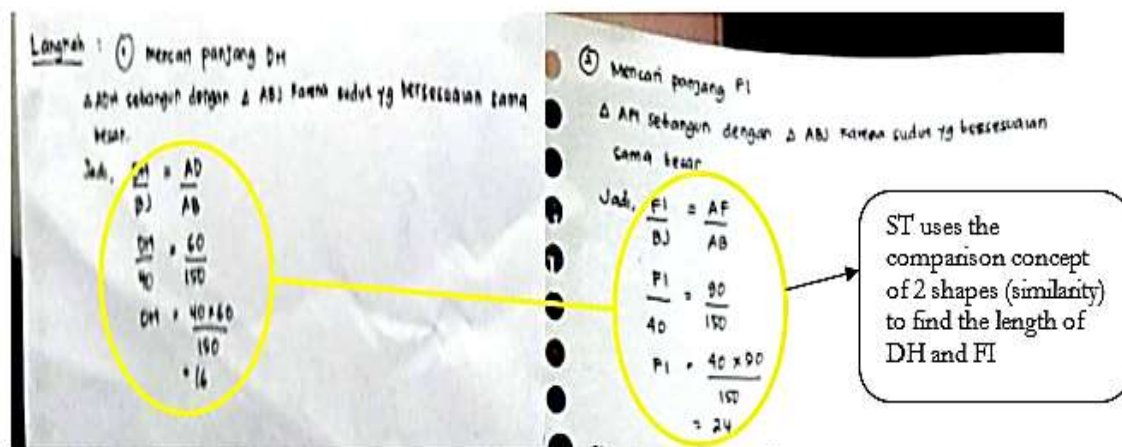 Langkah : ① Mencari panjang DH
Δ ADH sebangun dengan Δ ABJ karena sudut yg bersesuaian sama
besar.
Jadi, DH = AD
BJ AB
DH = 60
40 150
DH = 40 x 60
150
= 16
② Mencari panjang FI
Δ AFI sebangun dengan Δ ABJ karena sudut yg bersesuaian
sama besar
Jadi, FI = AF
BJ AB
FI = 90
40 150
FI = 40 x 90
150
= 24
ST uses the
comparison concept
of 2 shapes (similarity)
to find the length of
DH and FI